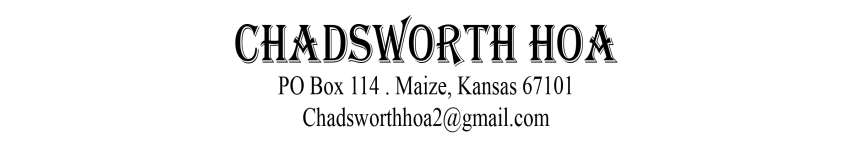 CHADSWORTH HOA
PO Box 114 . Maize, Kansas 67101
Chadsworthhoa2@gmail.com